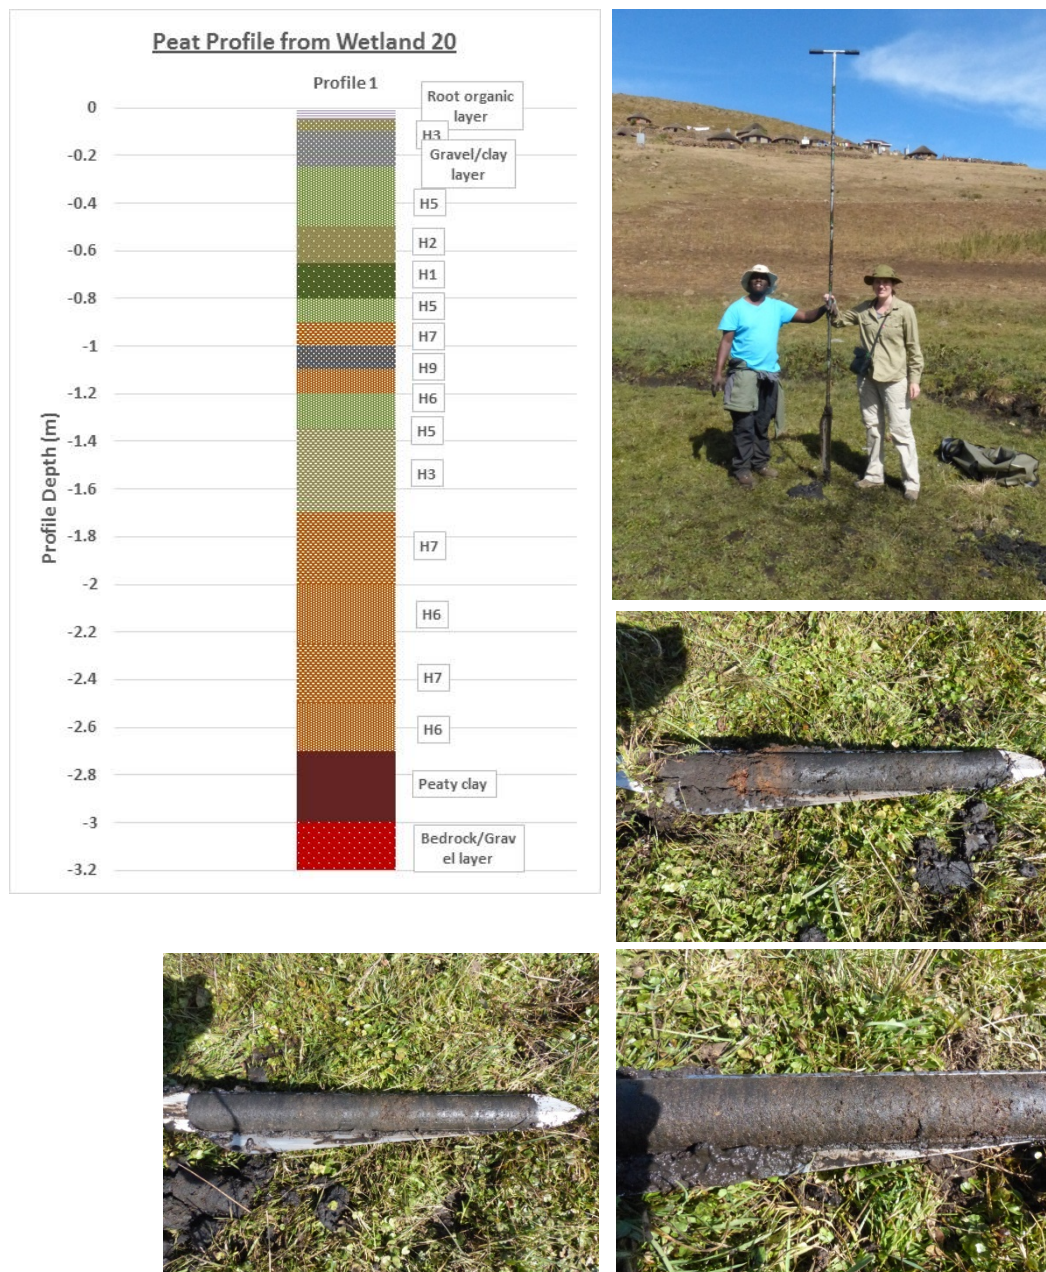 Peat Profile from Wetland 20
Profile 1
Profile Depth (m)
0
-0.2
-0.4
-0.6
-0.8
-1
-1.2
-1.4
-1.6
-1.8
-2
-2.2
-2.4
-2.6
-2.8
-3
-3.2
Root organic
layer
H3
Gravel/clay
layer
H5
H2
H1
H5
H7
H9
H6
H5
H3
H7
H6
H7
H6
Peaty clay
Bedrock/Grav
el layer